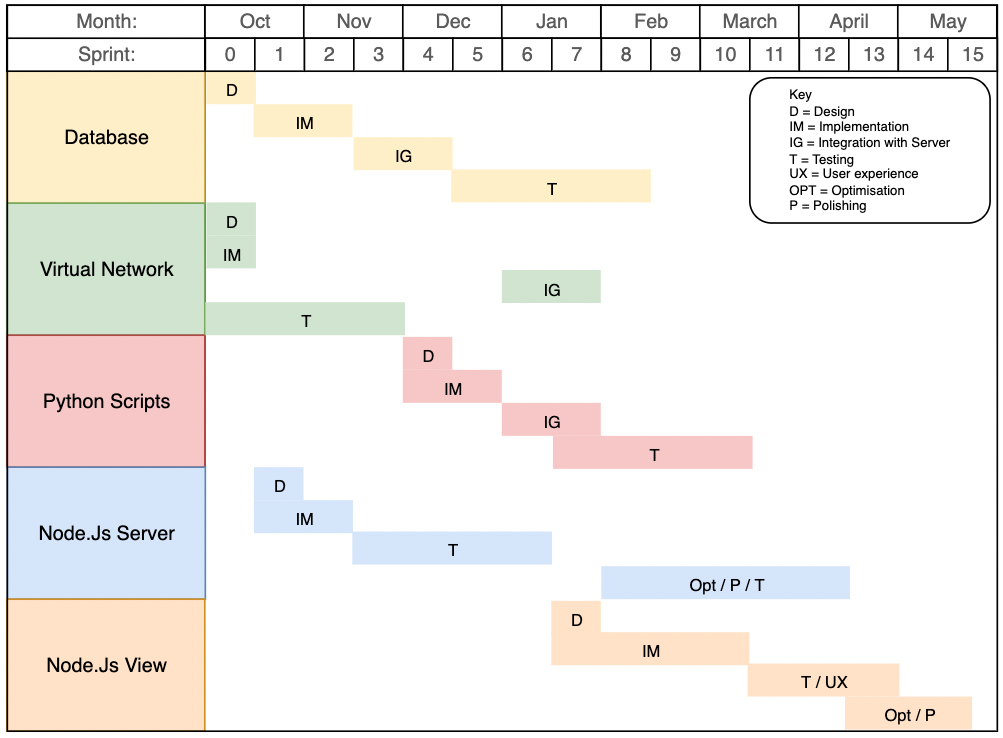 Month: Oct Nov Dec Jan Feb March April May
Sprint: 0 1 2 3 4 5 6 7 8 9 10 11 12 13 14 15
Key
D = Design
IM = Implementation
IG = Integration with Server
T = Testing
UX = User experience
OPT = Optimisation
P = Polishing
Database
D
IM
IG
T
Virtual Network
D
IM
IG
T
Python Scripts
D
IM
IG
T
Node.Js Server
D
IM
T
Opt / P / T
Node.Js View
D
IM
T / UX
Opt / P